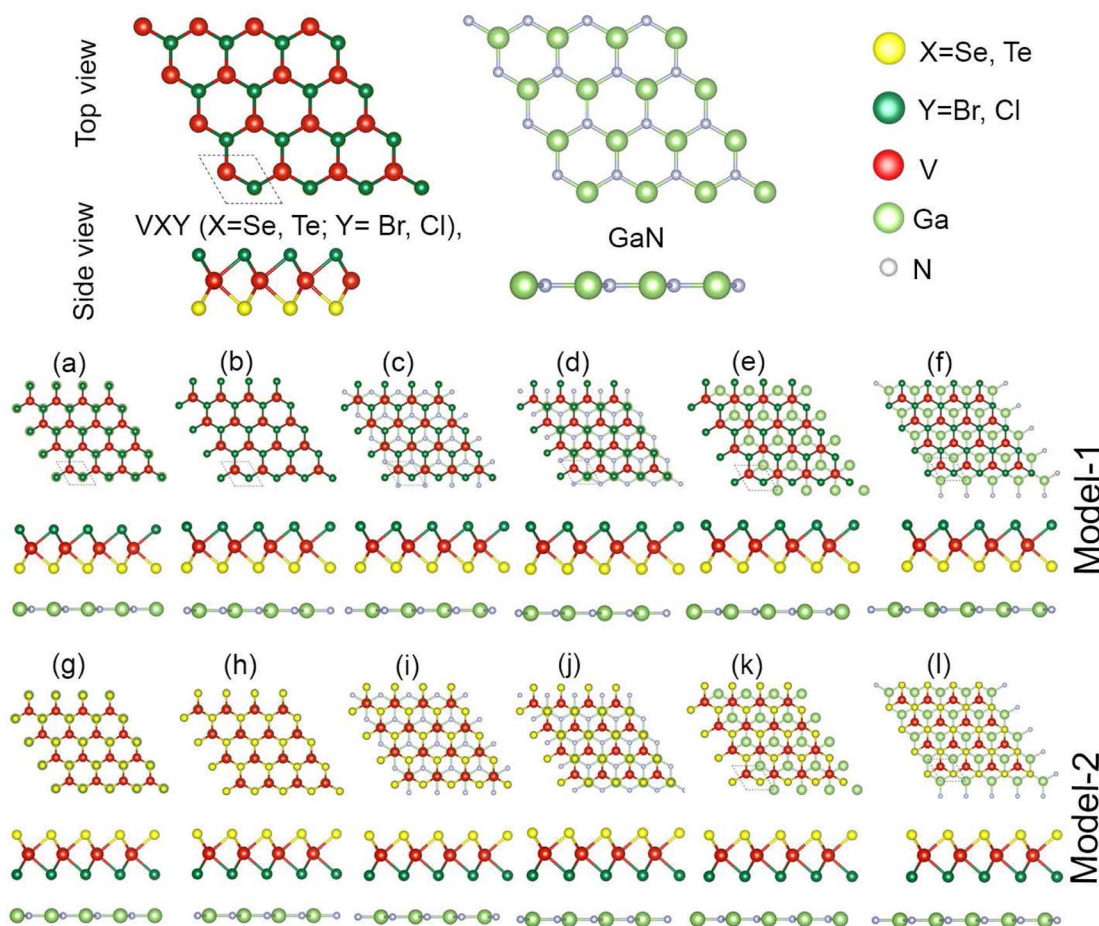 Top view
Side view
VXY (X=Se, Te; Y= Br, Cl),
GaN
X=Se, Te
Y=Br, Cl
V
Ga
N
(a)
(b)
(c)
(d)
(e)
(f)
Model-1
(g)
(h)
(i)
(j)
(k)
(l)
Model-2